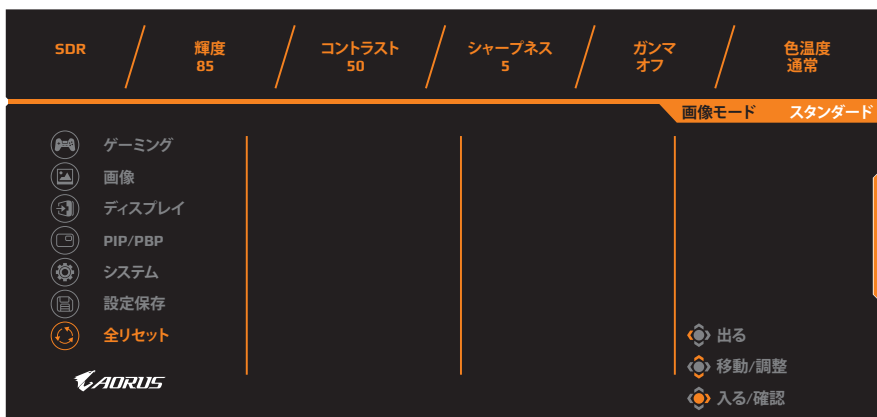 SDR
輝度
85
コントラスト
50
シャープネス
5
ガンマ
オフ
色温度
通常
画像モード スタンダード
ゲーミング
画像
ディスプレイ
PIP/PBP
システム
設定保存
全リセット
AORUS
出る
移動/調整
入る/確認